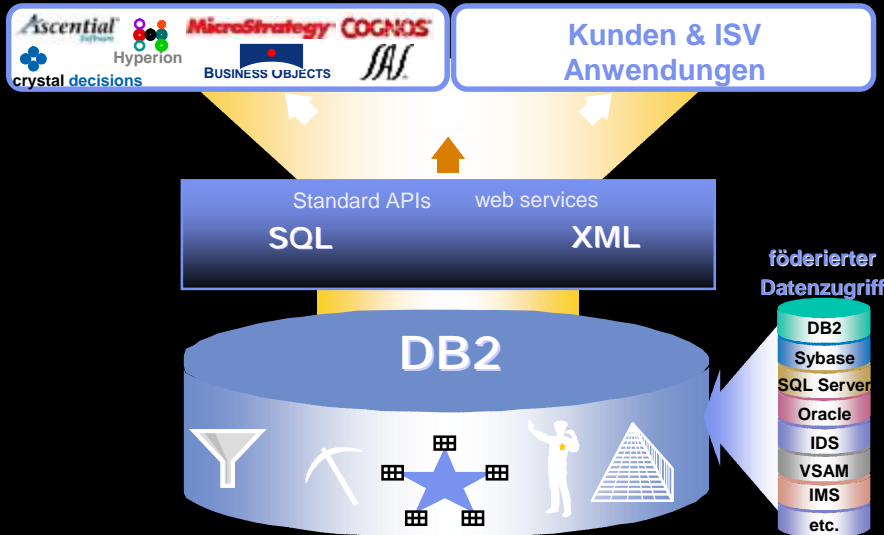 Ascential
Software
Hyperion
MicroStrategy
COGNOS
crystal decisions
BUSINESS OBJECTS
SAS
Kunden & ISV
Anwendungen
Standard APIs web services
SQL XML
föderierter
Datenzugriff
DB2
DB2
Sybase
SQL Server
Oracle
IDS
VSAM
IMS
etc.